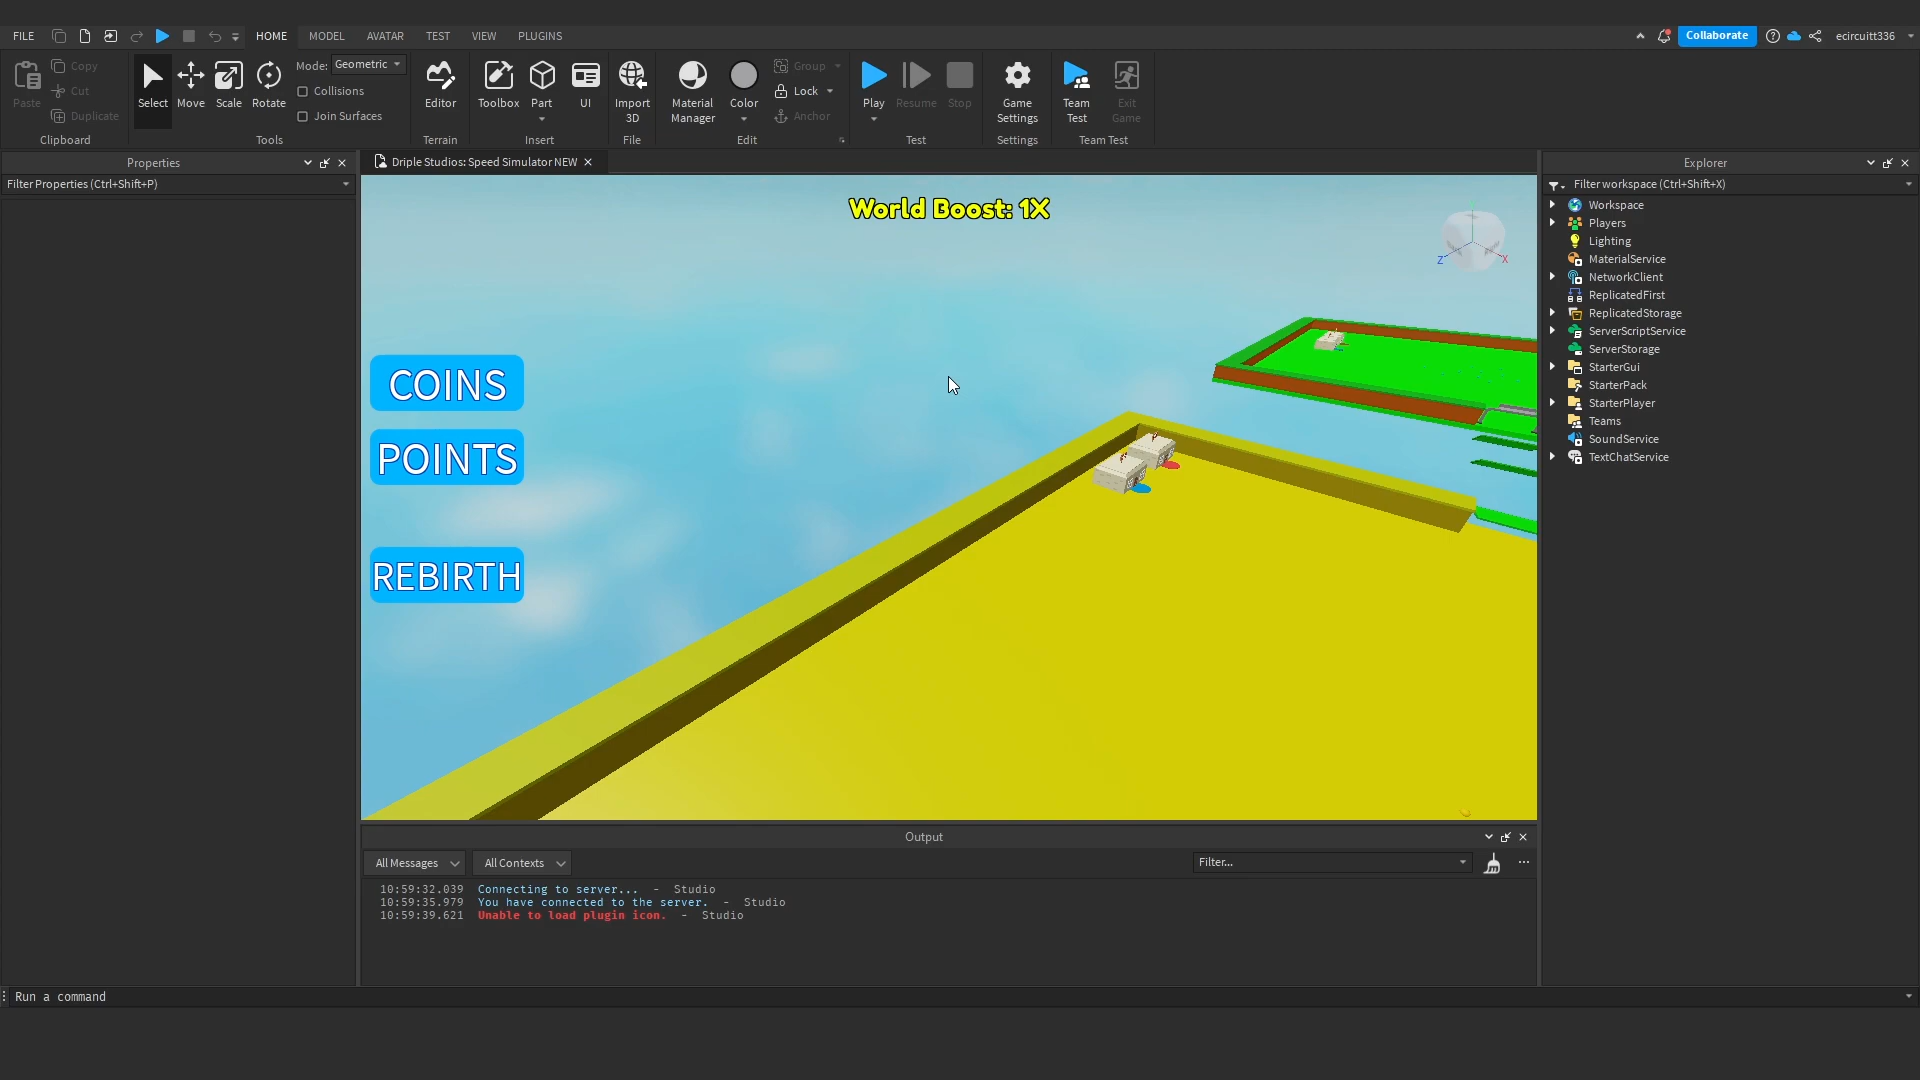 FILE HOME MODEL AVATAR TEST VIEW PLUGINS Collaborate ecircuitt336
Paste Copy Cut Duplicate Clipboard
Select Move Scale Rotate Mode: Geometric Collisions Join Surfaces Tools
Editor Terrain
Toolbox Part UI Insert
Import 3D File
Material Manager Color Group Lock Anchor Edit
Play Resume Stop Test
Game Settings Settings
Team Test Exit Game Team Test
Properties
Filter Properties (Ctrl+Shift+P)
Driple Studios: Speed Simulator NEW
World Boost: 1X
COINS
POINTS
REBIRTH
Z X
Explorer
Filter workspace (Ctrl+Shift+X)
Workspace
Players
Lighting
MaterialService
NetworkClient
ReplicatedFirst
ReplicatedStorage
ServerScriptService
ServerStorage
StarterGui
StarterPack
StarterPlayer
Teams
SoundService
TextChatService
Output
All Messages All Contexts Filter...
10:59:32.039 Connecting to server... - Studio
10:59:35.979 You have connected to the server. - Studio
10:59:39.621 Unable to load plugin icon. - Studio
Run a command